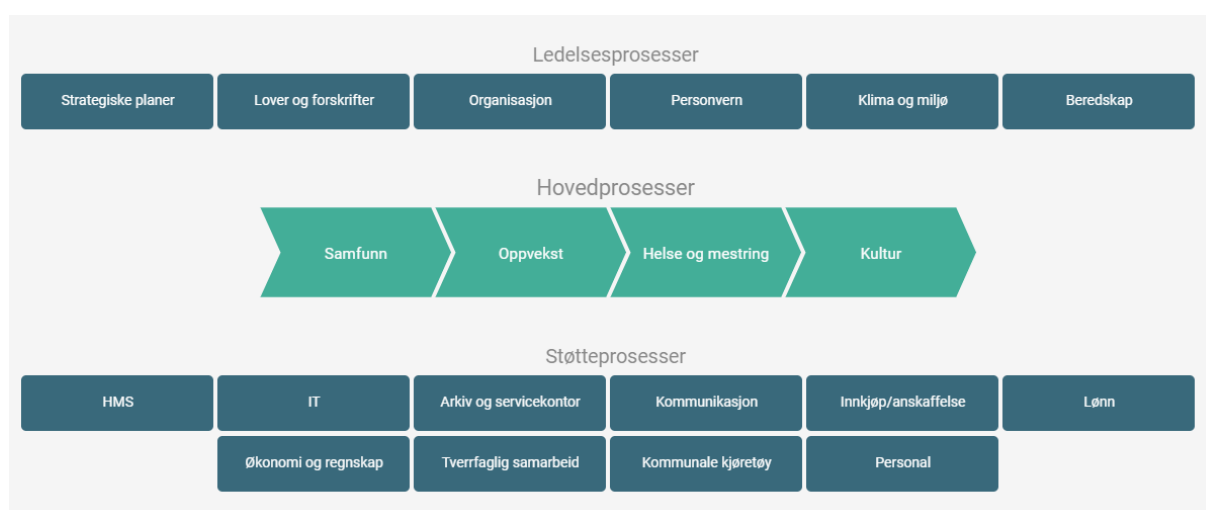 Ledelsesprosesser
Strategiske planer
Lover og forskrifter
Organisasjon
Personvern
Klima og miljø
Beredskap
Hovedprosesser
Samfunn
Oppvekst
Helse og mestring
Kultur
Støtteprosesser
HMS
IT
Arkiv og servicekontor
Kommunikasjon
Innkjøp/anskaffelse
Lønn
Økonomi og regnskap
Tverrfaglig samarbeid
Kommunale kjøretøy
Personal